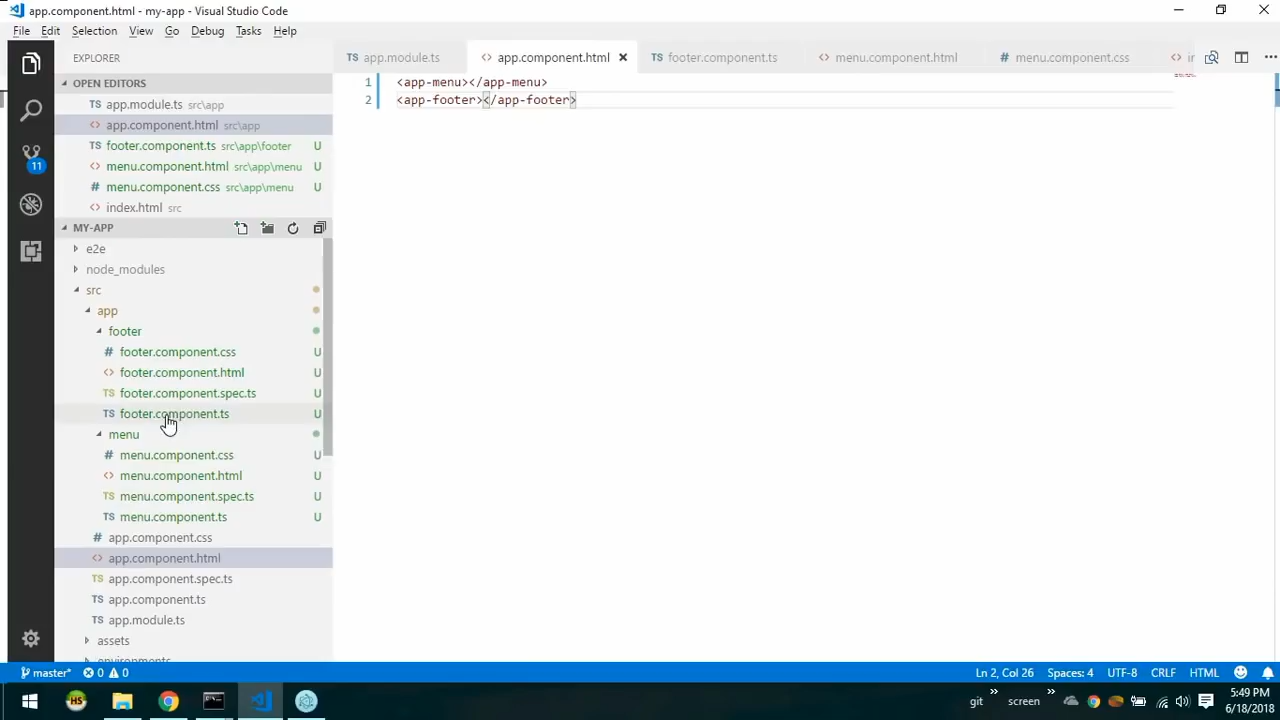 app.component.html - my-app - Visual Studio Code
File Edit Selection View Go Debug Tasks Help
EXPLORER
TS app.module.ts <> app.component.html TS footer.component.ts <> menu.component.html # menu.component.css <> in
OPEN EDITORS
TS app.module.ts src\app
<> app.component.html src\app
TS footer.component.ts src\app\footer U
<> menu.component.html src\app\menu U
# menu.component.css src\app\menu U
<> index.html src
MY-APP
e2e
node_modules
src
app
footer
# footer.component.css U
<> footer.component.html U
TS footer.component.spec.ts U
TS footer.component.ts U
menu
# menu.component.css U
<> menu.component.html U
TS menu.component.spec.ts U
TS menu.component.ts U
# app.component.css
<> app.component.html
TS app.component.spec.ts
TS app.component.ts
TS app.module.ts
assets
environments
11
1 <app-menu></app-menu>
2 <app-footer></app-footer>
master* 0 0
Ln 2, Col 26 Spaces: 4 UTF-8 CRLF HTML
HS
git » screen »
5:49 PM
6/18/2018